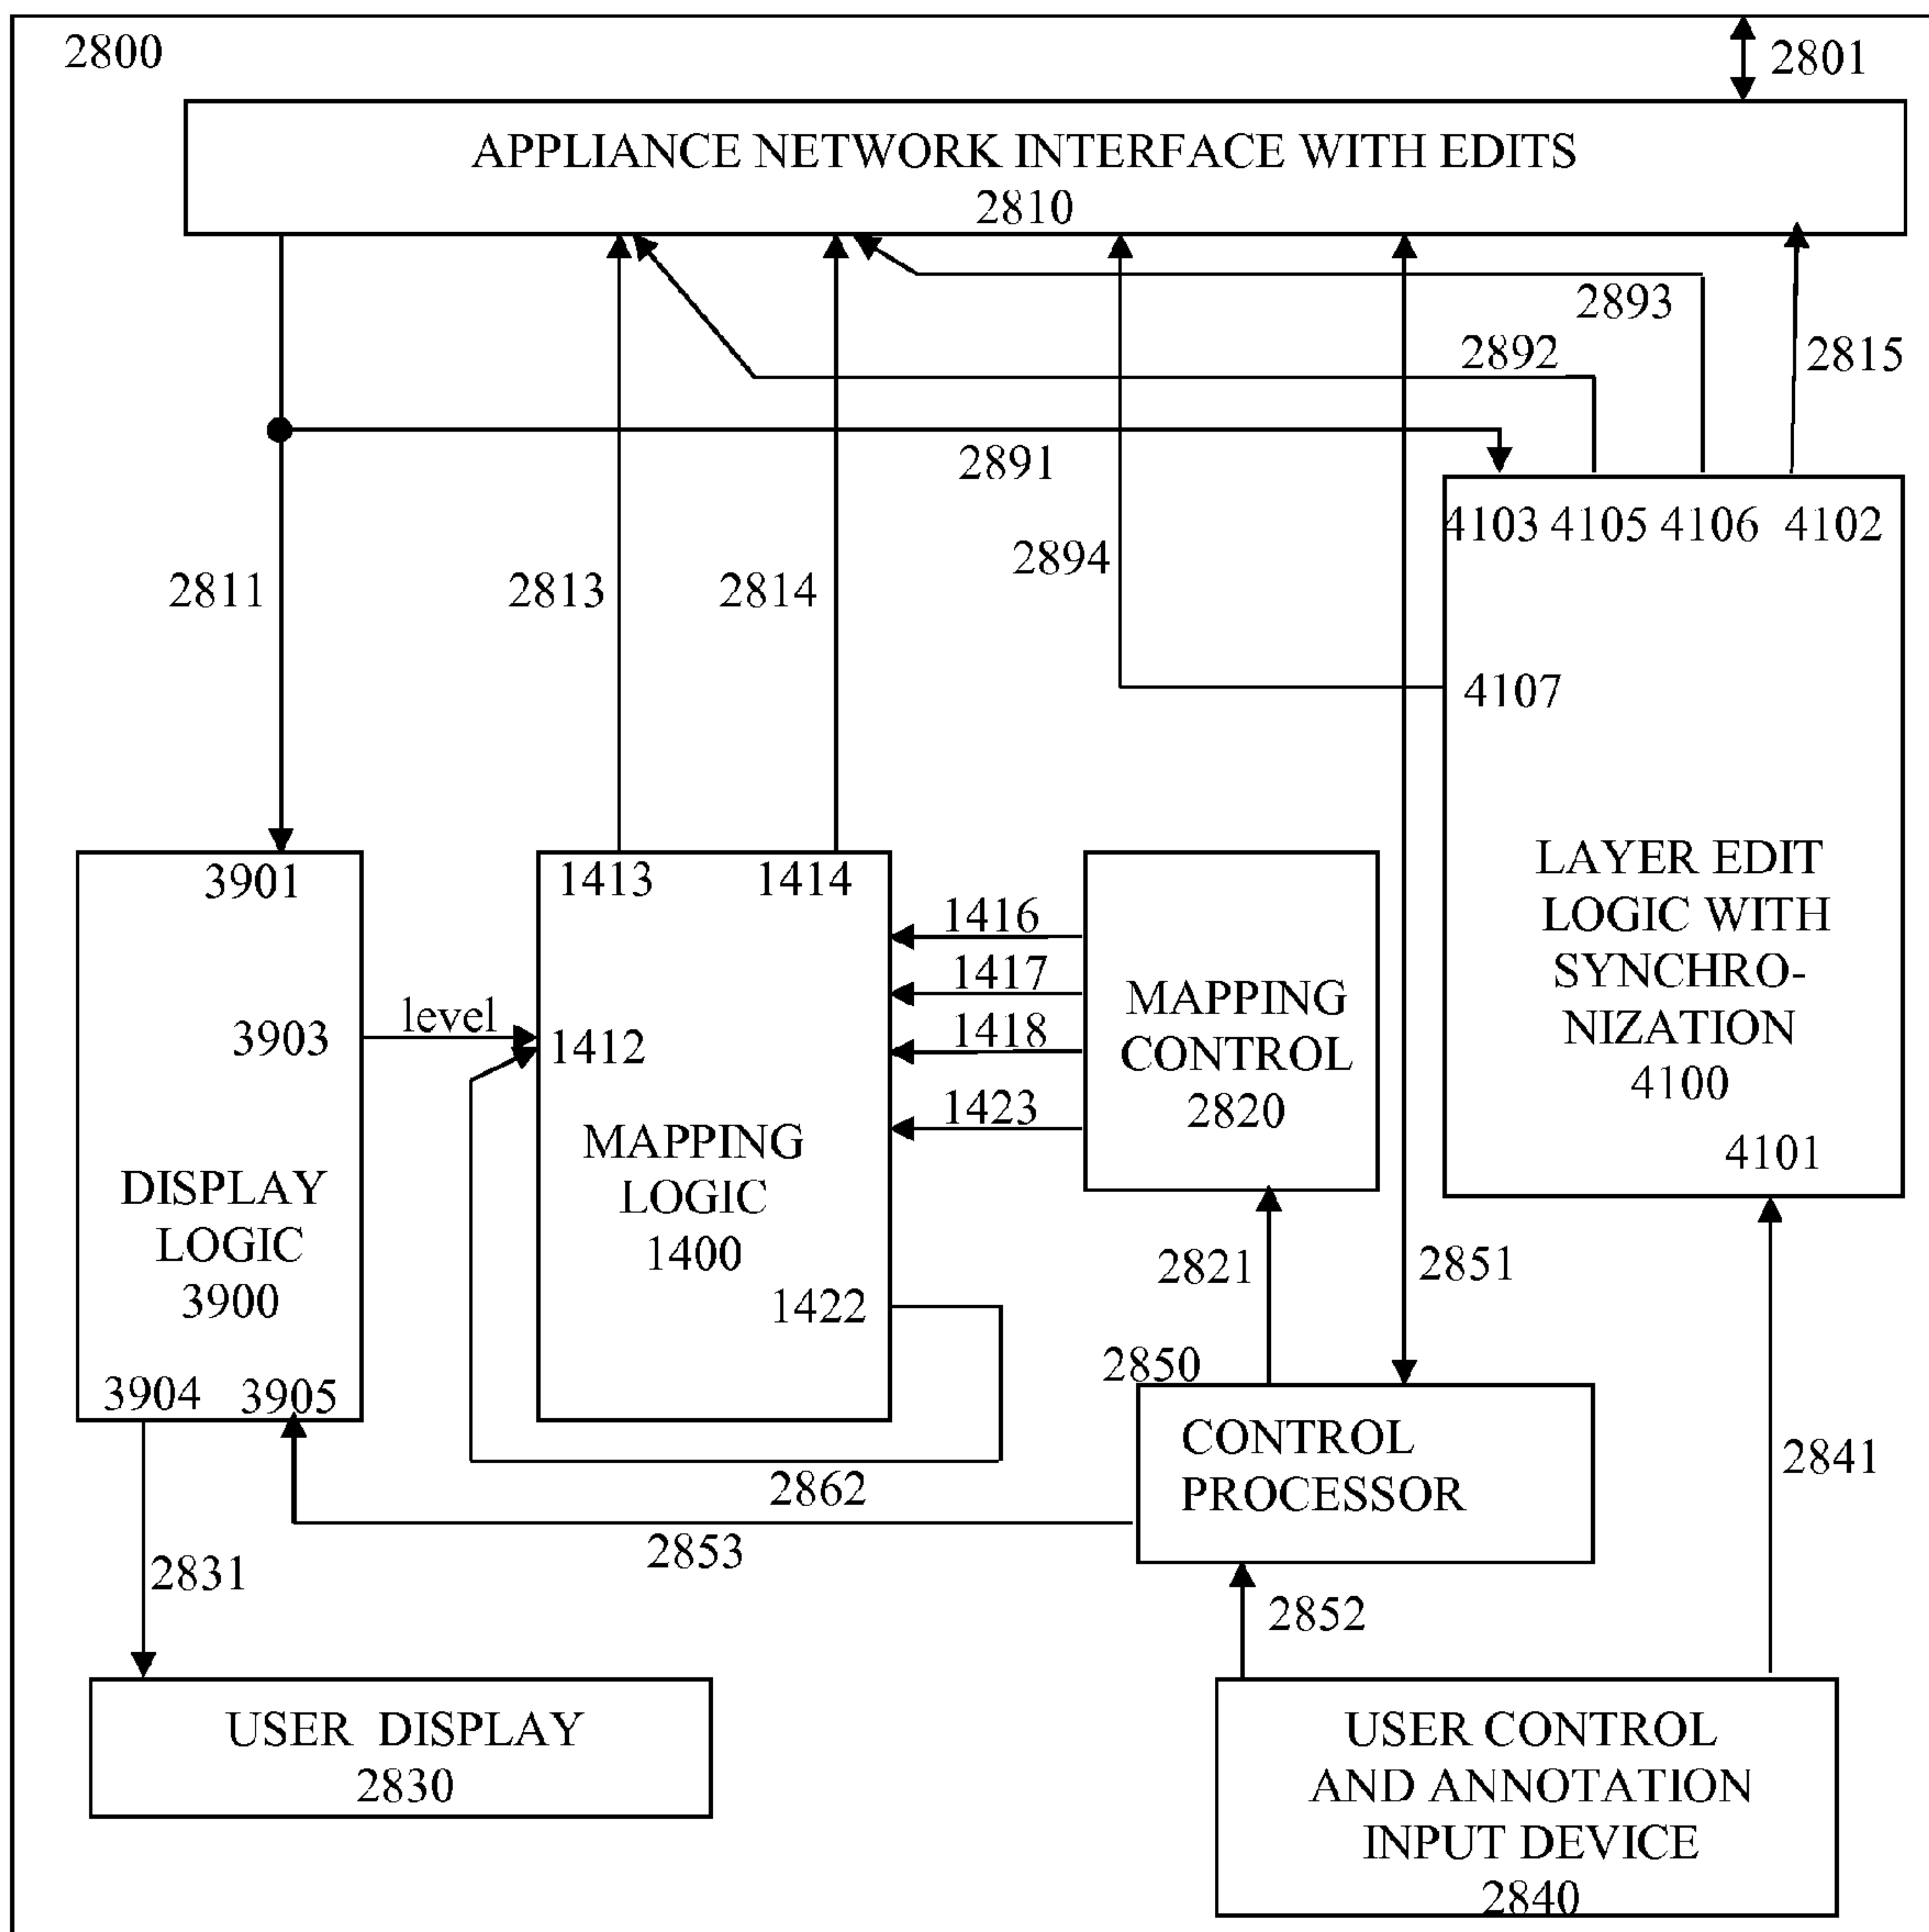 2800
2801
APPLIANCE NETWORK INTERFACE WITH EDITS
2810
2893
2892
2815
2891
4103 4105 4106 4102
2894
2811
2813
2814
4107
3901
1413
1414
LAYER EDIT
LOGIC WITH
SYNCHRO-
NIZATION
4100
4101
1416
1417
1418
1423
level
3903
1412
MAPPING
CONTROL
2820
MAPPING
LOGIC
1400
1422
DISPLAY
LOGIC
3900
3904
3905
2821
2851
2850
CONTROL
PROCESSOR
2841
2862
2853
2831
2852
USER DISPLAY
2830
USER CONTROL
AND ANNOTATION
INPUT DEVICE
2840